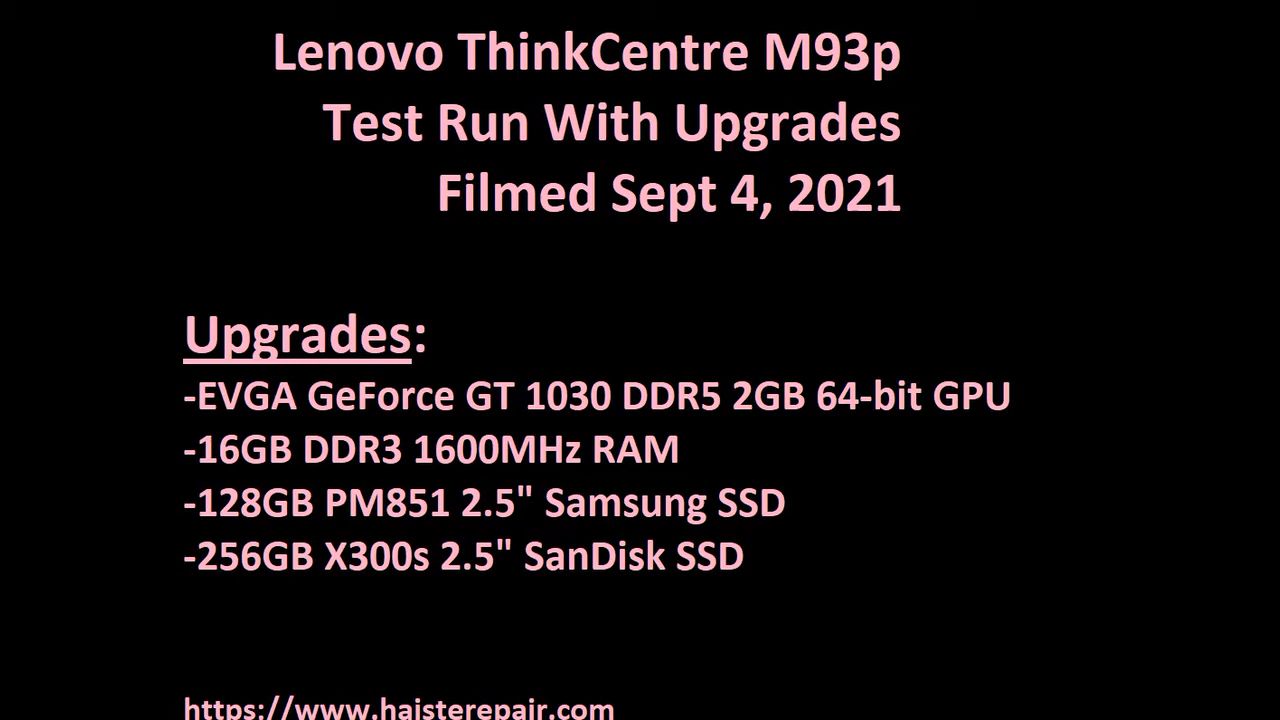 Lenovo ThinkCentre M93p
Test Run With Upgrades
Filmed Sept 4, 2021
Upgrades:
-EVGA GeForce GT 1030 DDR5 2GB 64-bit GPU
-16GB DDR3 1600MHz RAM
-128GB PM851 2.5" Samsung SSD
-256GB X300s 2.5" SanDisk SSD
https://www.haisterepair.com